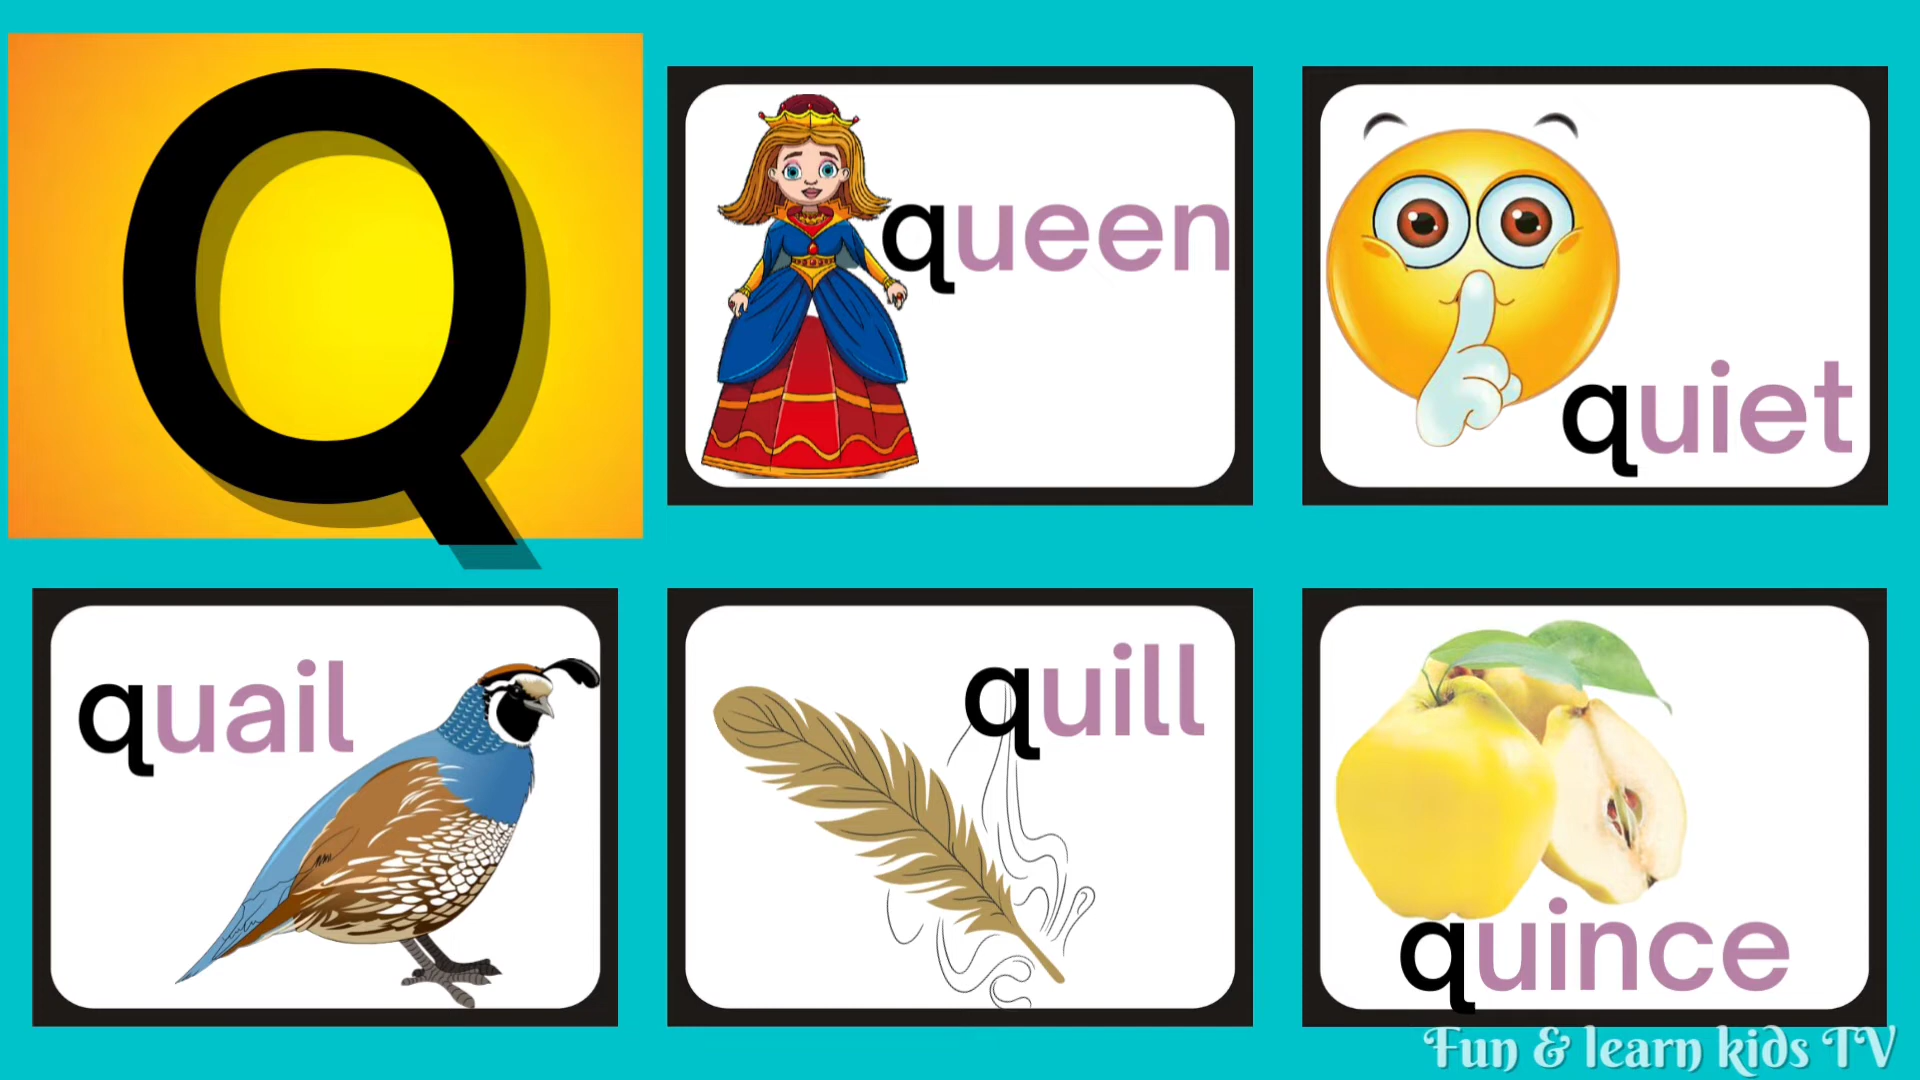 Q
queen
quiet
quail
quill
quince
Fun & learn kids TV